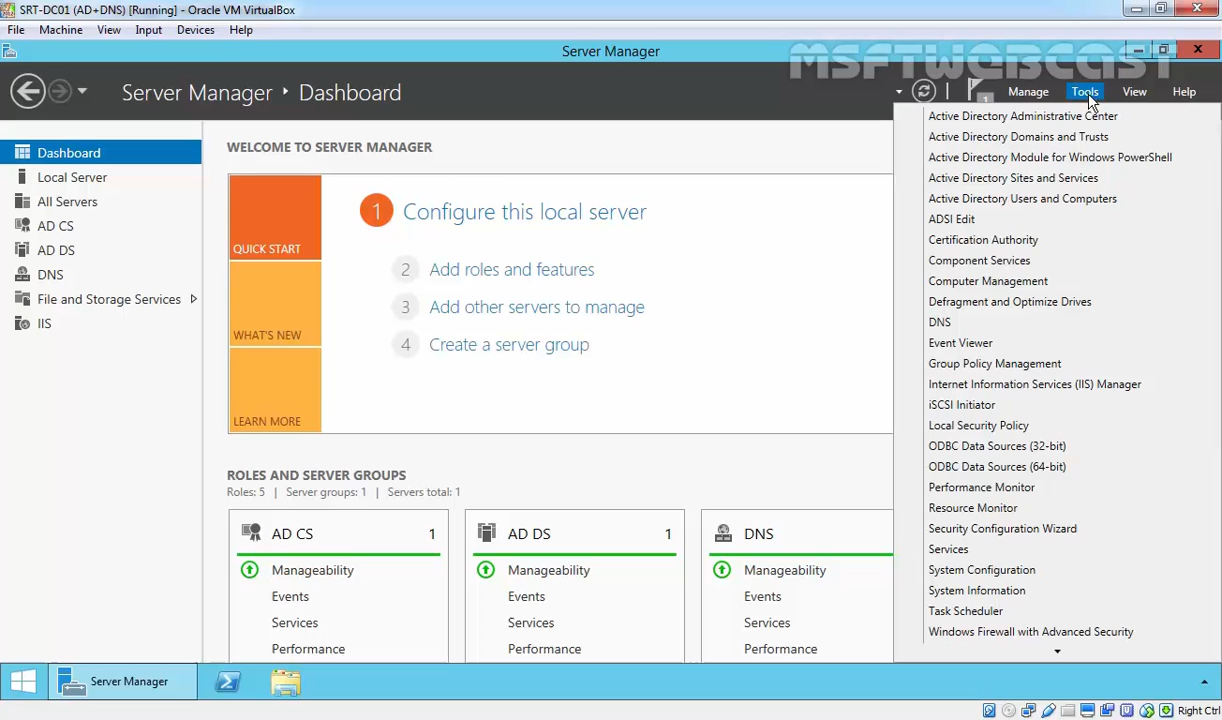 SRT-DC01 (AD+DNS) [Running] - Oracle VM VirtualBox
File Machine View Input Devices Help
Server Manager
MSFTWEBCAST
Server Manager • Dashboard
1
Manage Tools View Help
Dashboard
Local Server
All Servers
AD CS
AD DS
DNS
File and Storage Services
IIS
WELCOME TO SERVER MANAGER
QUICK START
WHAT'S NEW
LEARN MORE
1 Configure this local server
2 Add roles and features
3 Add other servers to manage
4 Create a server group
ROLES AND SERVER GROUPS
Roles: 5 | Server groups: 1 | Servers total: 1
AD CS 1
Manageability
Events
Services
Performance
AD DS 1
Manageability
Events
Services
Performance
DNS
Manageability
Events
Services
Performance
Active Directory Administrative Center
Active Directory Domains and Trusts
Active Directory Module for Windows PowerShell
Active Directory Sites and Services
Active Directory Users and Computers
ADSI Edit
Certification Authority
Component Services
Computer Management
Defragment and Optimize Drives
DNS
Event Viewer
Group Policy Management
Internet Information Services (IIS) Manager
iSCSI Initiator
Local Security Policy
ODBC Data Sources (32-bit)
ODBC Data Sources (64-bit)
Performance Monitor
Resource Monitor
Security Configuration Wizard
Services
System Configuration
System Information
Task Scheduler
Windows Firewall with Advanced Security
Server Manager
Right Ctrl